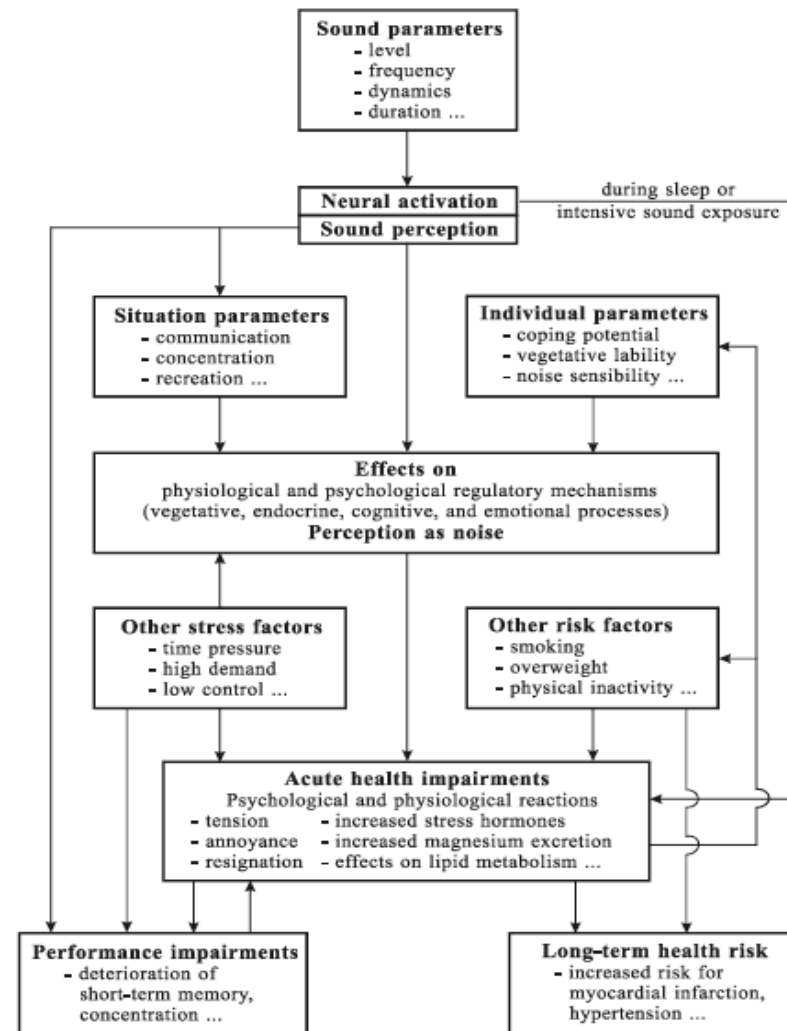 Sound parameters
- level
- frequency
- dynamics
- duration ...
Neural activation
during sleep or
intensive sound exposure
Sound perception
Situation parameters
- communication
- concentration
- recreation ...
Individual parameters
- coping potential
- vegetative lability
- noise sensibility ...
Effects on
physiological and psychological regulatory mechanisms
(vegetative, endocrine, cognitive, and emotional processes)
Perception as noise
Other stress factors
- time pressure
- high demand
- low control ...
Other risk factors
- smoking
- overweight
- physical inactivity ...
Acute health impairments
Psychological and physiological reactions
- tension - increased stress hormones
- annoyance - increased magnesium excretion
- resignation - effects on lipid metabolism ...
Performance impairments
- deterioration of
short-term memory,
concentration ...
Long-term health risk
- increased risk for
myocardial infarction,
hypertension ...